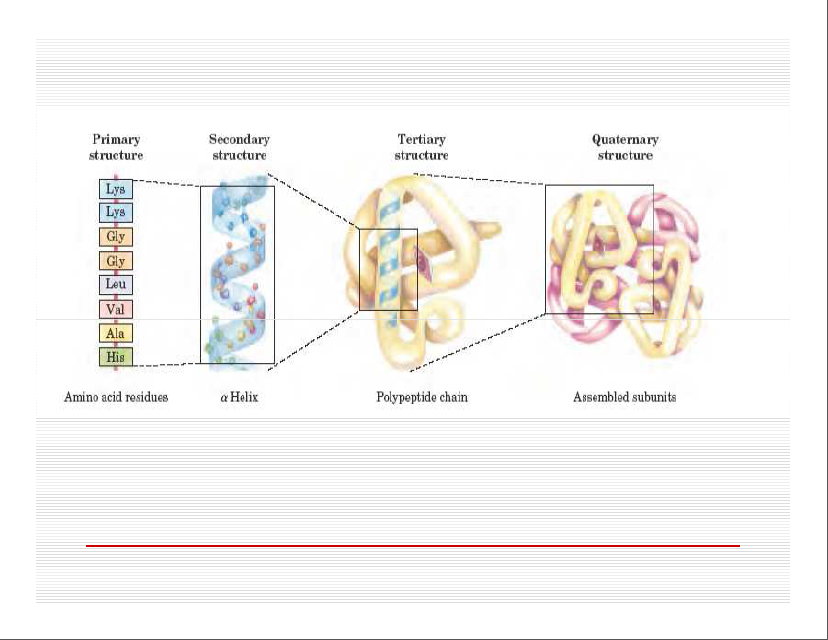 Primary
structure
Secondary
structure
Tertiary
structure
Quaternary
structure
Lys
Lys
Gly
Gly
Leu
Val
Ala
His
Amino acid residues
α Helix
Polypeptide chain
Assembled subunits